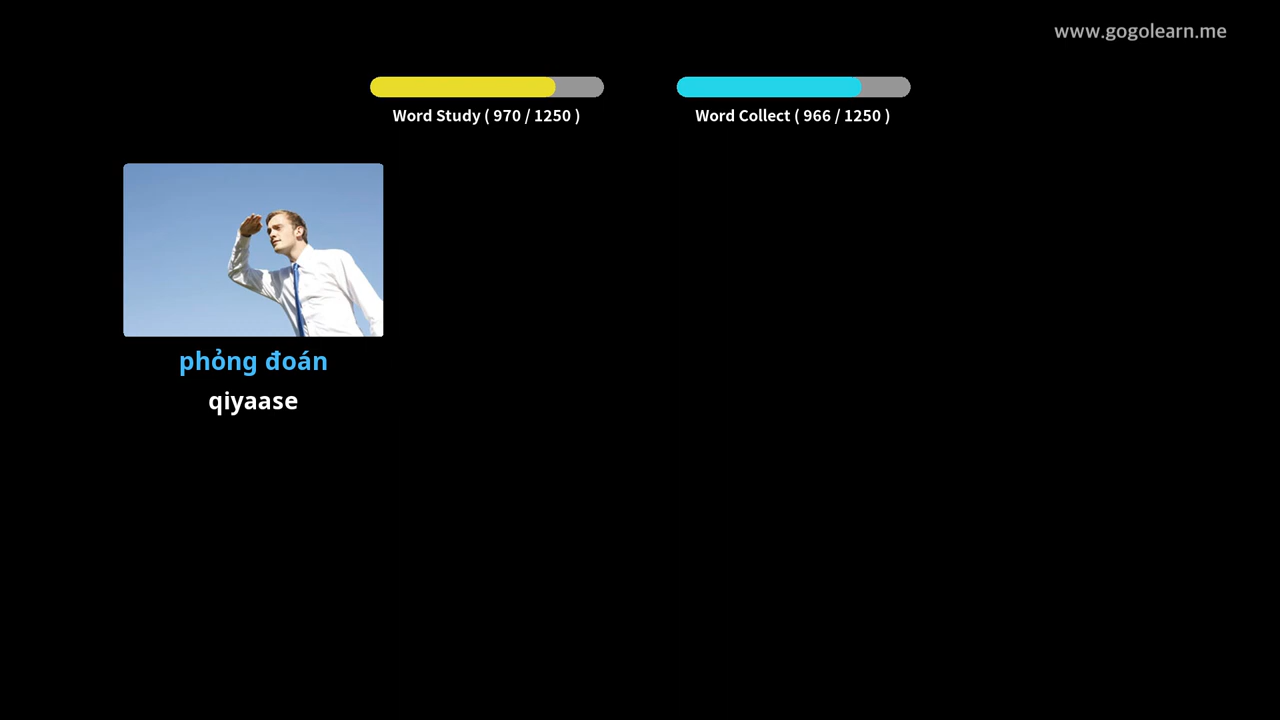 www.gogolearn.me
Word Study ( 970 / 1250 )
Word Collect ( 966 / 1250 )
phỏng đoán
qiyaase